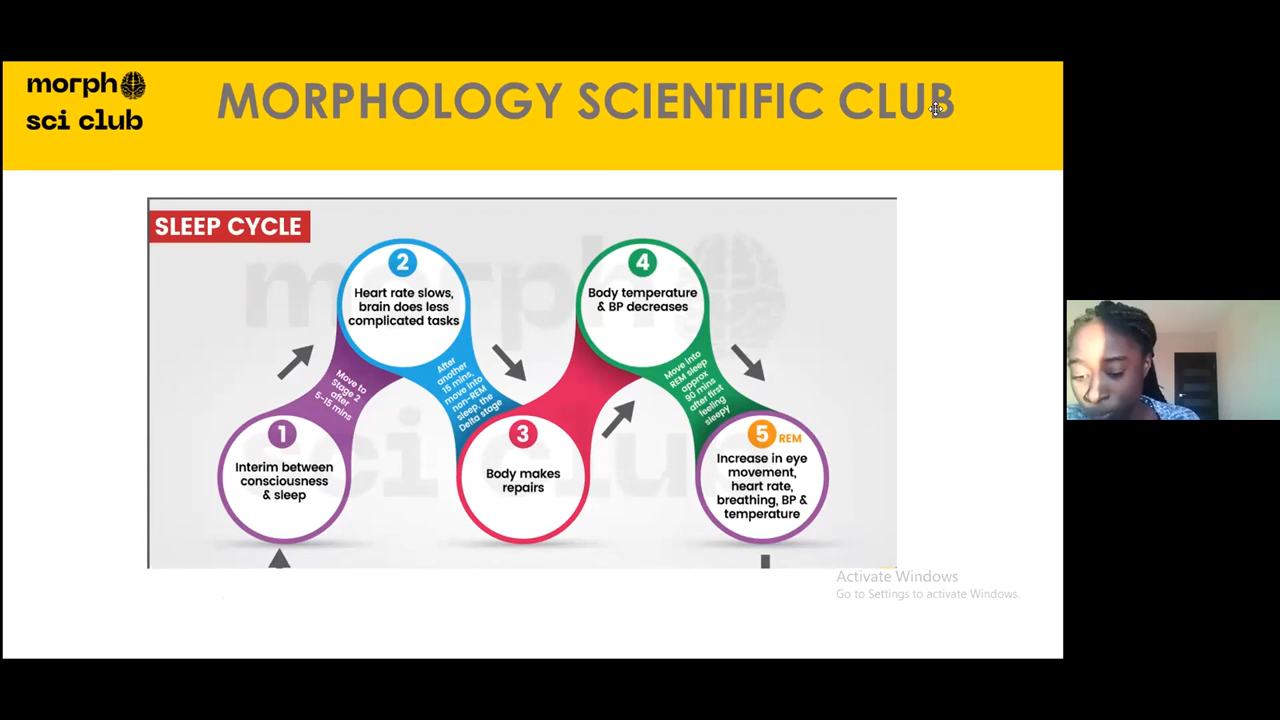 morph
sci club
MORPHOLOGY SCIENTIFIC CLUB
SLEEP CYCLE
morph
sci club
1
Interim between
consciousness
& sleep
Move to
Stage 2
after
5-15 mins
2
Heart rate slows,
brain does less
complicated tasks
After
another
15 mins,
move into
non-REM
sleep, the
Delta stage
3
Body makes
repairs
4
Body temperature
& BP decreases
Move into
REM sleep
approx
90 mins
after first
feeling
sleepy
5 REM
Increase in eye
movement,
heart rate,
breathing, BP &
temperature
Activate Windows
Go to Settings to activate Windows.